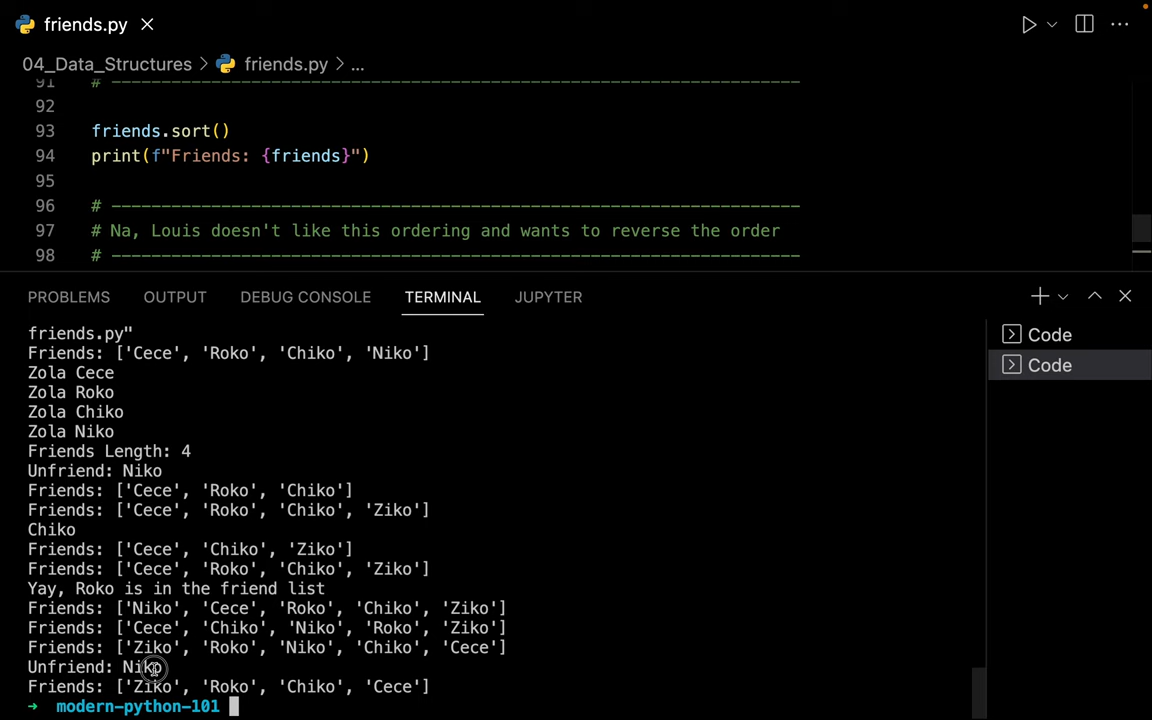 friends.py
04_Data_Structures > friends.py > ...
91 # ---------------------------------------------------------------------
92
93 friends.sort()
94 print(f"Friends: {friends}")
95
96 # ---------------------------------------------------------------------
97 # Na, Louis doesn't like this ordering and wants to reverse the order
98 # ---------------------------------------------------------------------
PROBLEMS OUTPUT DEBUG CONSOLE TERMINAL JUPYTER
friends.py"
Friends: ['Cece', 'Roko', 'Chiko', 'Niko']
Zola Cece
Zola Roko
Zola Chiko
Zola Niko
Friends Length: 4
Unfriend: Niko
Friends: ['Cece', 'Roko', 'Chiko']
Friends: ['Cece', 'Roko', 'Chiko', 'Ziko']
Chiko
Friends: ['Cece', 'Chiko', 'Ziko']
Friends: ['Cece', 'Roko', 'Chiko', 'Ziko']
Yay, Roko is in the friend list
Friends: ['Niko', 'Cece', 'Roko', 'Chiko', 'Ziko']
Friends: ['Cece', 'Chiko', 'Niko', 'Roko', 'Ziko']
Friends: ['Ziko', 'Roko', 'Niko', 'Chiko', 'Cece']
Unfriend: Niko
Friends: ['Ziko', 'Roko', 'Chiko', 'Cece']
➜ modern-python-101
Code
Code